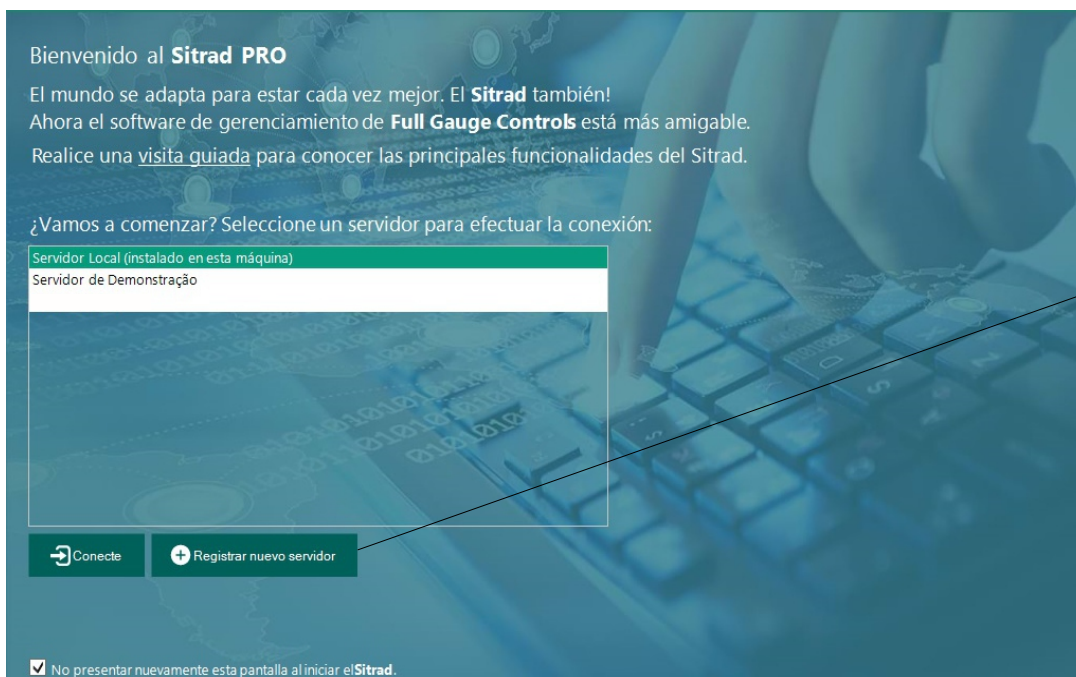 Bienvenido al Sitrad PRO
El mundo se adapta para estar cada vez mejor. El Sitrad también!
Ahora el software de gerenciamiento de Full Gauge Controls está más amigable.
Realice una visita guiada para conocer las principales funcionalidades del Sitrad.
¿Vamos a comenzar? Seleccione un servidor para efectuar la conexión:
Servidor Local (instalado en esta máquina)
Servidor de Demonstração
Conecte
Registrar nuevo servidor
No presentar nuevamente esta pantalla al iniciar el Sitrad.